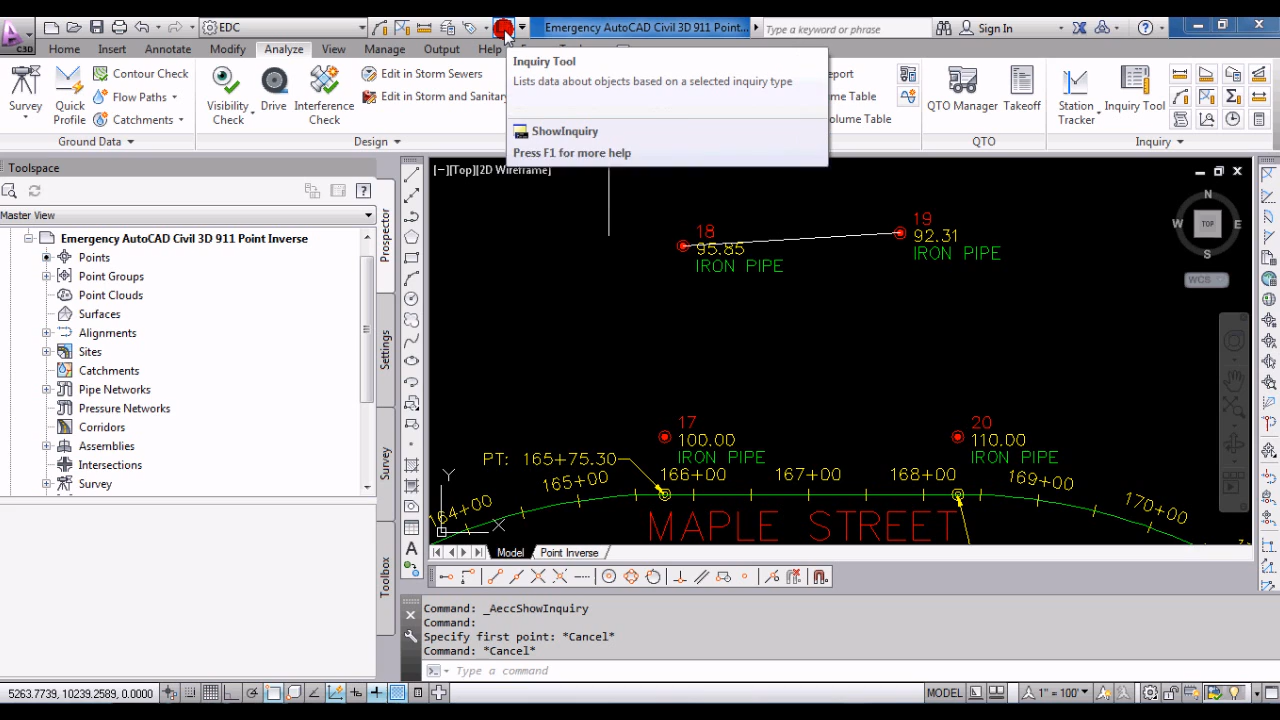 EDC
Emergency AutoCAD Civil 3D 911 Point...
Type a keyword or phrase
Sign In
C3D
Home Insert Annotate Modify Analyze View Manage Output Help
Inquiry Tool
Lists data about objects based on a selected inquiry type
ShowInquiry
Press F1 for more help
Survey
Quick Profile
Contour Check
Flow Paths
Catchments
Ground Data
Visibility Check
Drive
Interference Check
Edit in Storm Sewers
Edit in Storm and Sanitary
Design
QTO Manager
Takeoff
QTO
Station Tracker
Inquiry Tool
Inquiry
Toolspace
Master View
Emergency AutoCAD Civil 3D 911 Point Inverse
Points
Point Groups
Point Clouds
Surfaces
Alignments
Sites
Catchments
Pipe Networks
Pressure Networks
Corridors
Assemblies
Intersections
Survey
Prospector
Settings
Survey
Toolbox
[−][Top][2D Wireframe]
N
W TOP E
S
WCS
18
95.85
IRON PIPE
19
92.31
IRON PIPE
17
100.00
IRON PIPE
20
110.00
IRON PIPE
PT: 165+75.30
164+00 165+00 166+00 167+00 168+00 169+00 170+00
MAPLE STREET
Y
X
Model Point Inverse
Command: _AeccShowInquiry
Command:
Specify first point: *Cancel*
Command: *Cancel*
Type a command
5263.7739, 10239.2589, 0.0000
MODEL
1" = 100'